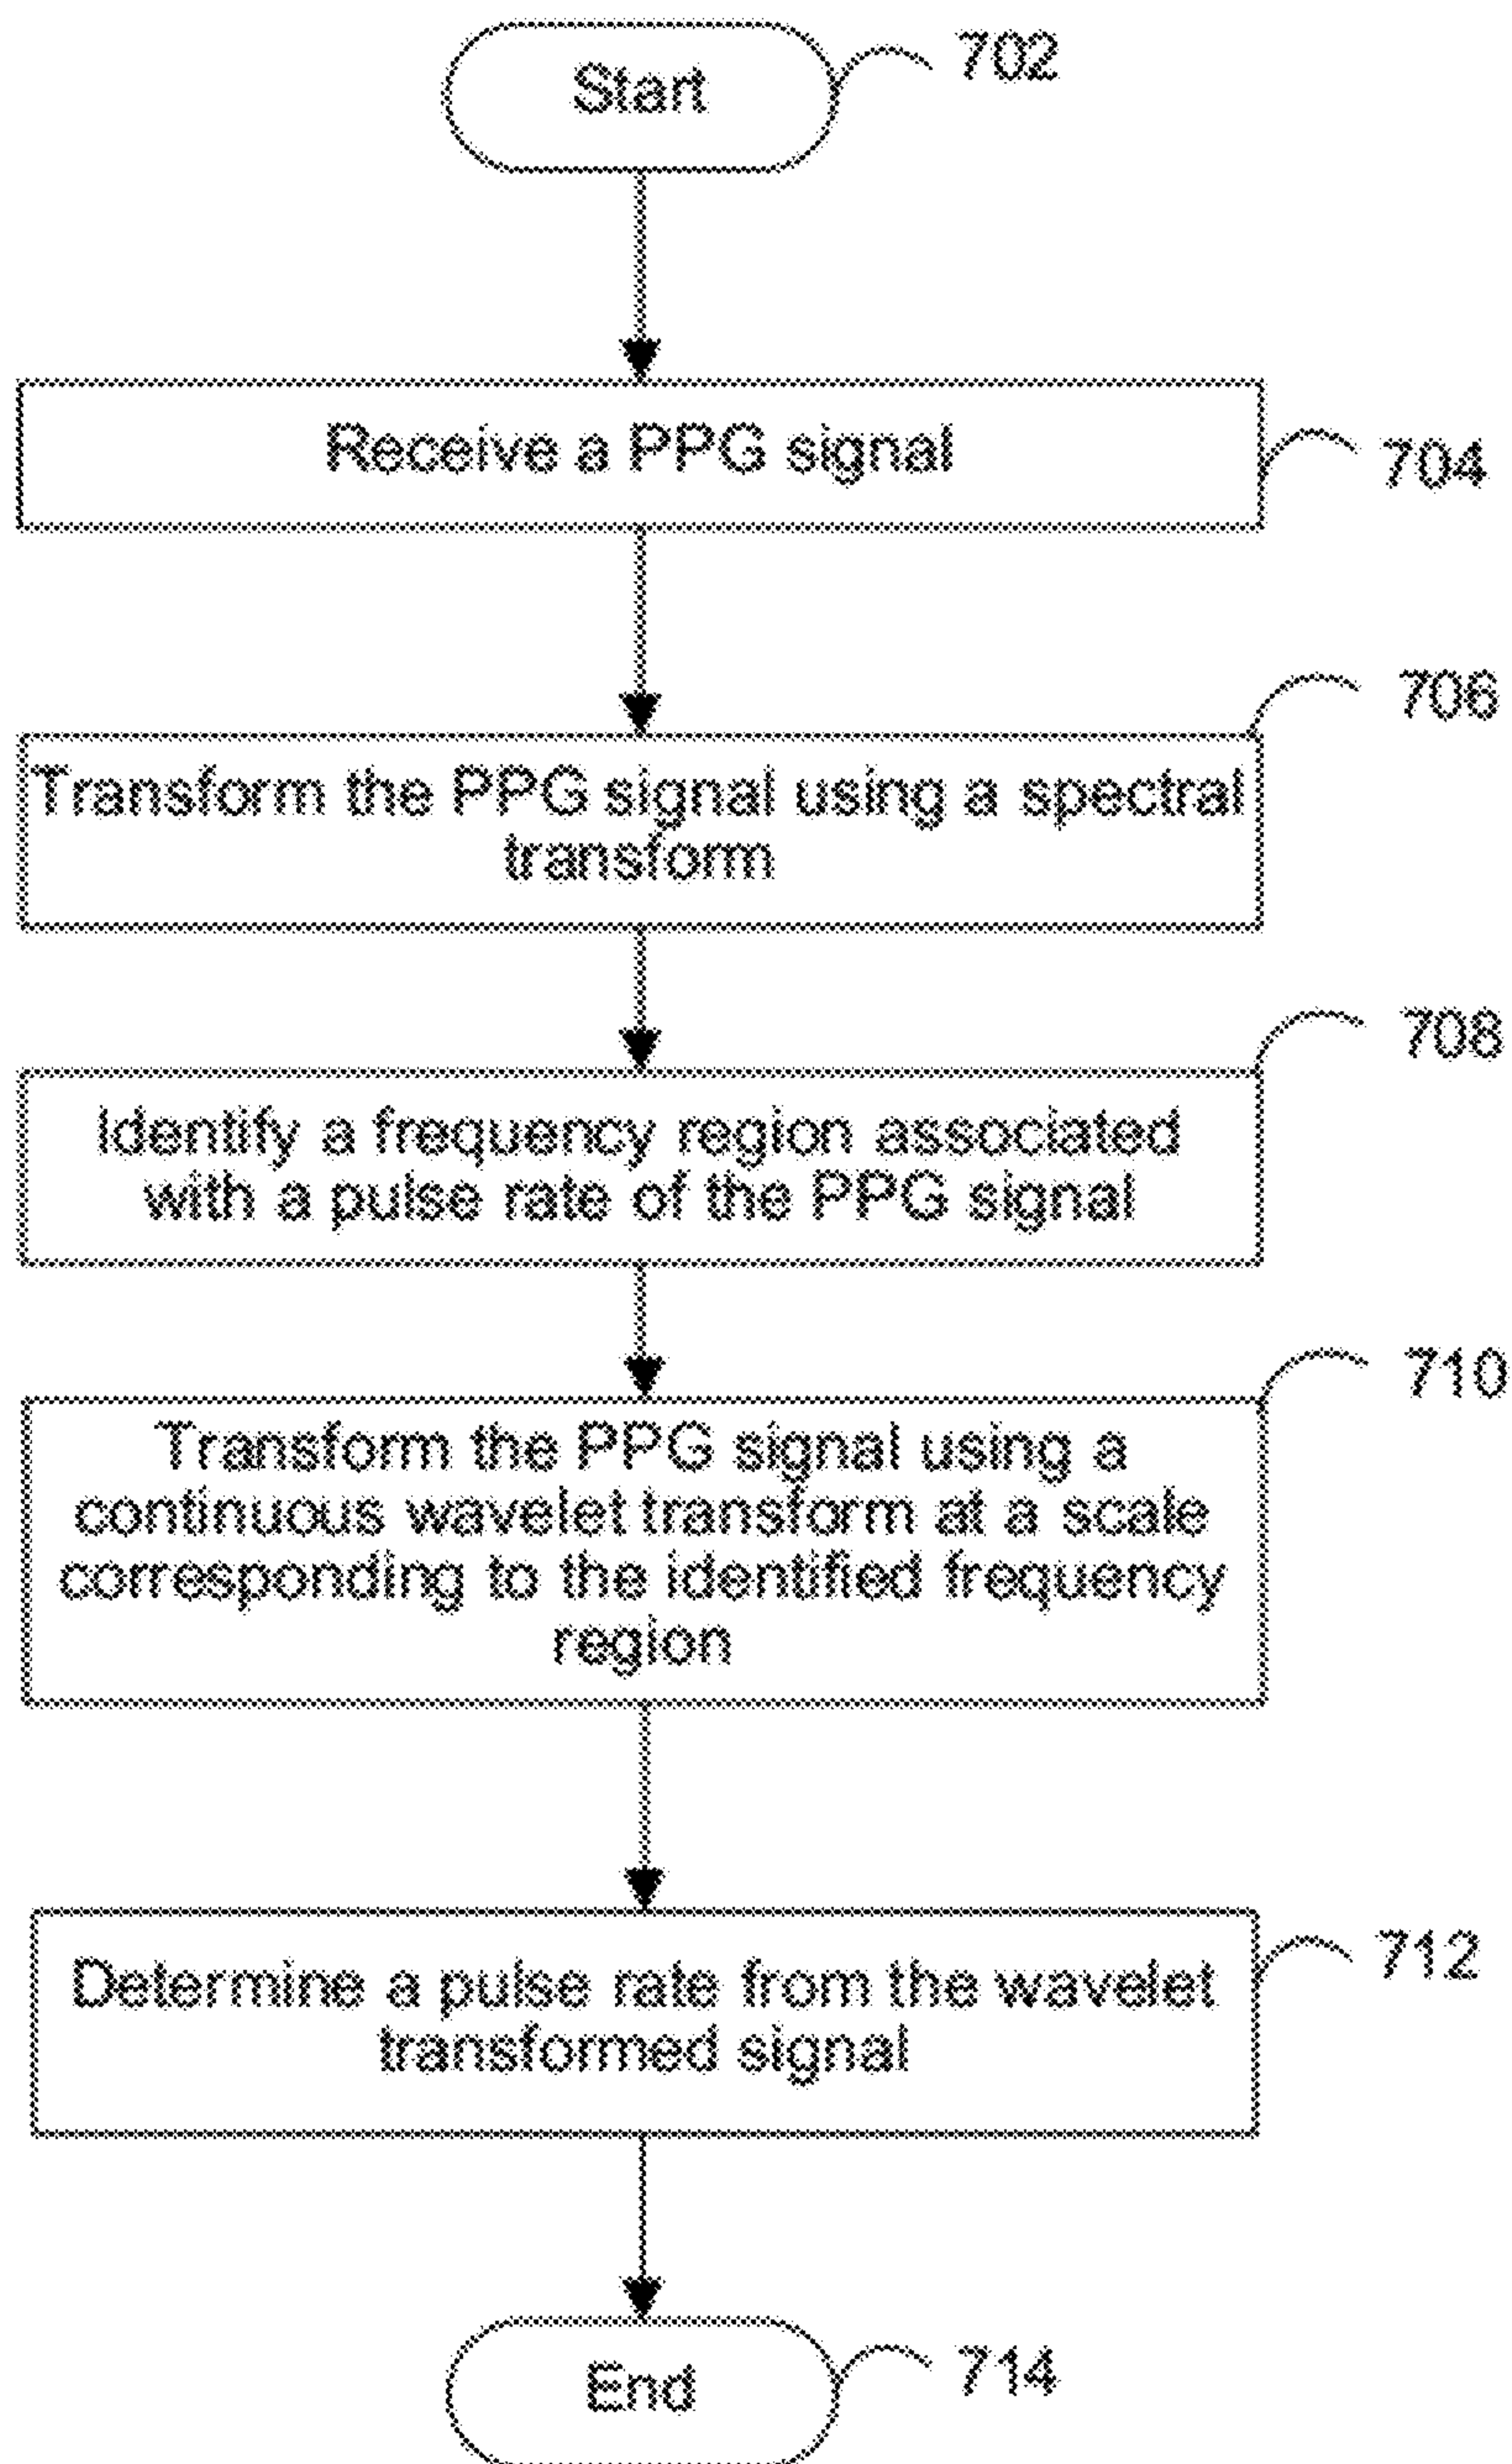 Start
702
Receive a PPG signal
704
706
Transform the PPG signal using a spectral
transform
708
Identify a frequency region associated
with a pulse rate of the PPG signal
710
Transform the PPG signal using a
continuous wavelet transform at a scale
corresponding to the identified frequency
region
712
Determine a pulse rate from the wavelet
transformed signal
End
714